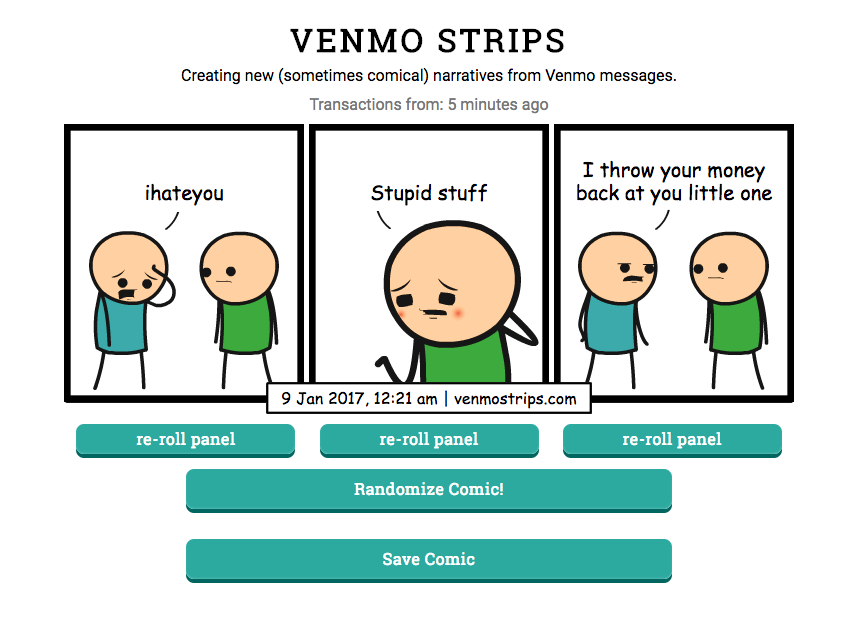 VENMO STRIPS
Creating new (sometimes comical) narratives from Venmo messages.
Transactions from: 5 minutes ago
ihateyou
Stupid stuff
I throw your money
back at you little one
9 Jan 2017, 12:21 am | venmostrips.com
re-roll panel
re-roll panel
re-roll panel
Randomize Comic!
Save Comic